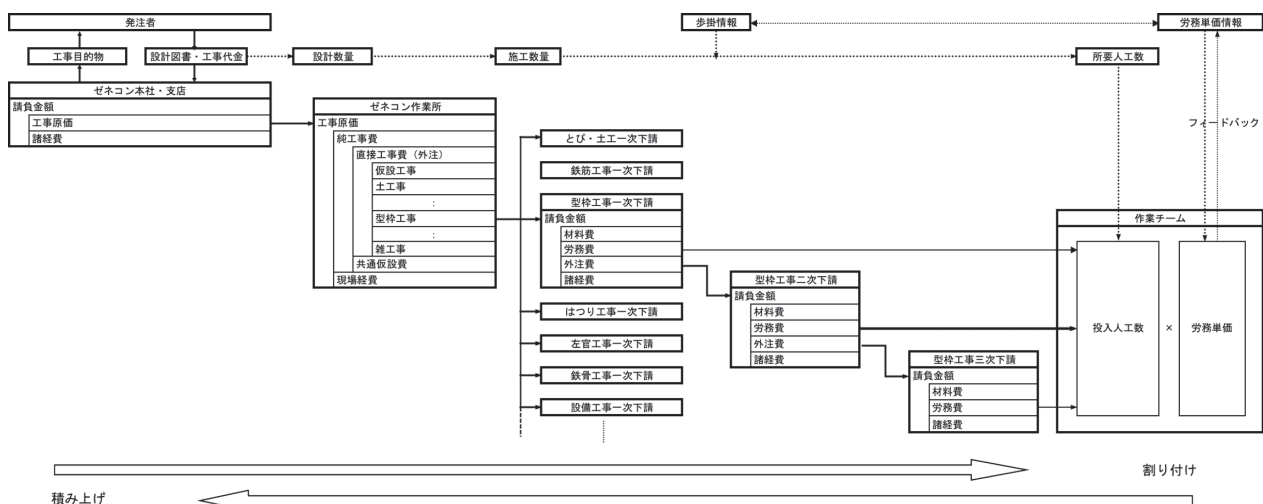 発注者
歩掛情報
労務単価情報
工事目的物
設計図書・工事代金
設計数量
施工数量
所要人工数
ゼネコン本社・支店
請負金額
工事原価
諸経費
ゼネコン作業所
工事原価
純工事費
直接工事費（外注）
仮設工事
土工事
：
型枠工事
：
雑工事
共通仮設費
現場経費
とび・土工一次下請
鉄筋工事一次下請
型枠工事一次下請
請負金額
材料費
労務費
外注費
諸経費
はつり工事一次下請
左官工事一次下請
鉄骨工事一次下請
設備工事一次下請
型枠工事二次下請
請負金額
材料費
労務費
外注費
諸経費
型枠工事三次下請
請負金額
材料費
労務費
諸経費
フィードバック
作業チーム
投入人工数
×
労務単価
割り付け
積み上げ